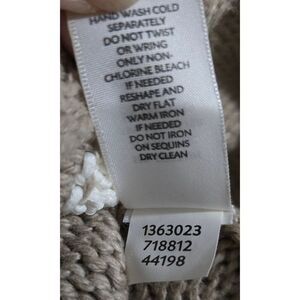 HAND WASH COLD
SEPARATELY
DO NOT TWIST
OR WRING
ONLY NON-
CHLORINE BLEACH
IF NEEDED
RESHAPE AND
DRY FLAT
WARM IRON
IF NEEDED
DO NOT IRON
ON SEQUINS
DRY CLEAN
1363023
718812
44198